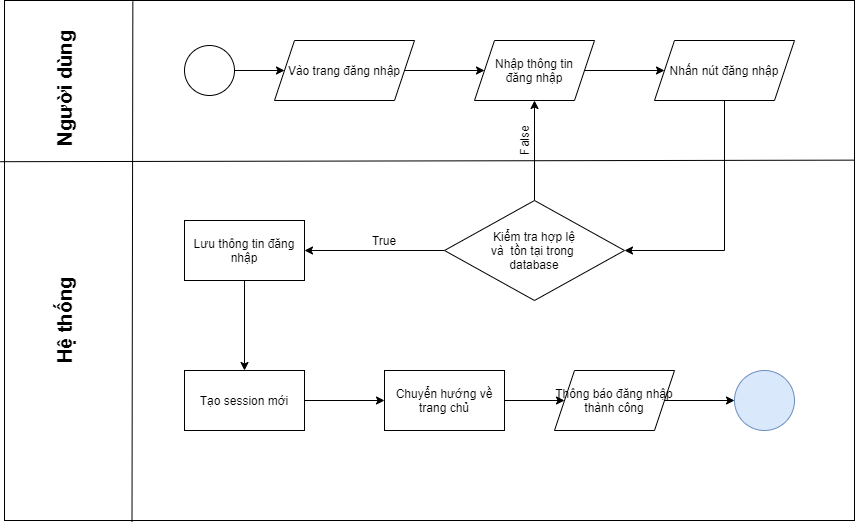 Người dùng
Vào trang đăng nhập
Nhập thông tin
đăng nhập
Nhấn nút đăng nhập
False
Hệ thống
Kiểm tra hợp lệ
và tồn tại trong
database
True
Lưu thông tin đăng
nhập
Tạo session mới
Chuyển hướng về
trang chủ
Thông báo đăng nhập
thành công